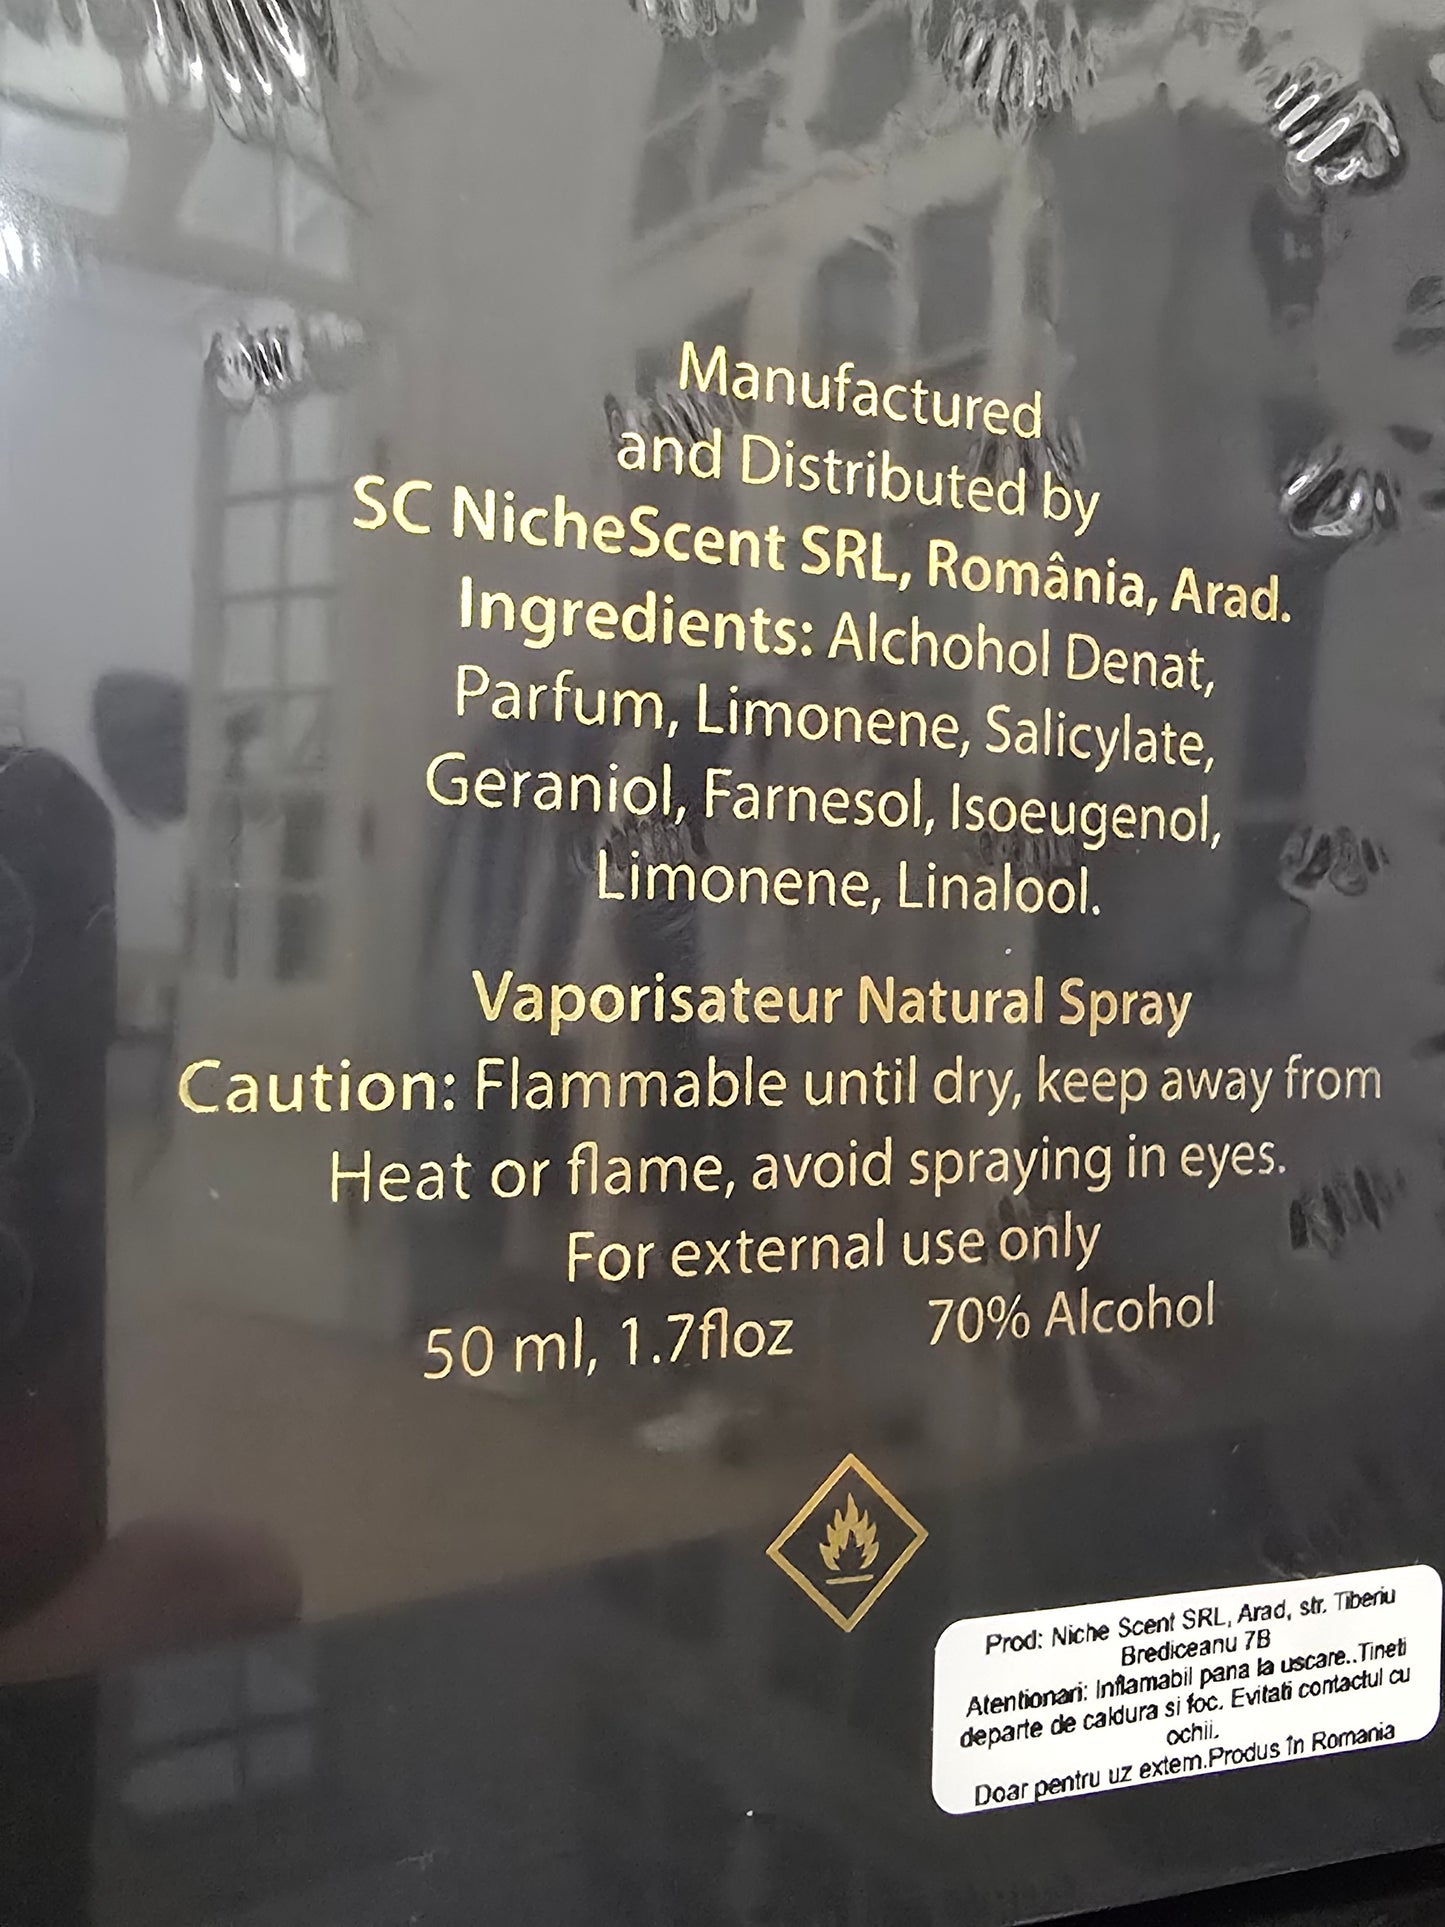 Manufactured
and Distributed by
SC NicheScent SRL, România, Arad.
Ingredients: Alchohol Denat,
Parfum, Limonene, Salicylate,
Geraniol, Farnesol, Isoeugenol,
Limonene, Linalool.
Vaporisateur Natural Spray
Caution: Flammable until dry, keep away from
Heat or flame, avoid spraying in eyes.
For external use only
50 ml, 1.7floz 70% Alcohol
Prod: Niche Scent SRL, Arad, str. Tiberiu
Brediceanu 7B
Atentionari: Inflamabil pana la uscare..Tineti
departe de caldura si foc. Evitati contactul cu
ochii.
Doar pentru uz extern.Produs în Romania